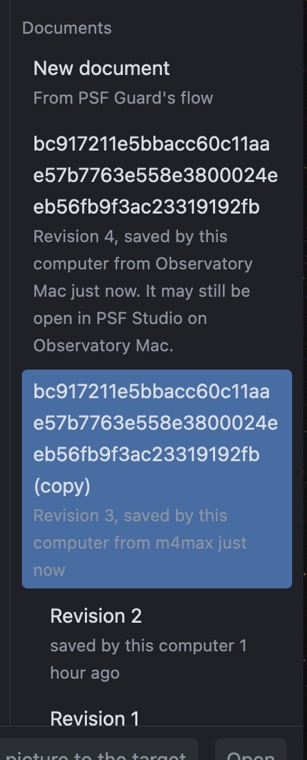 Documents
New document
From PSF Guard's flow
bc917211e5bbacc60c11aa
e57b7763e558e3800024e
eb56fb9f3ac23319192fb
Revision 4, saved by this
computer from Observatory
Mac just now. It may still be
open in PSF Studio on
Observatory Mac.
bc917211e5bbacc60c11aa
e57b7763e558e3800024e
eb56fb9f3ac23319192fb
(copy)
Revision 3, saved by this
computer from m4max just
now
Revision 2
saved by this computer 1
hour ago
Revision 1
picture to the target
Open